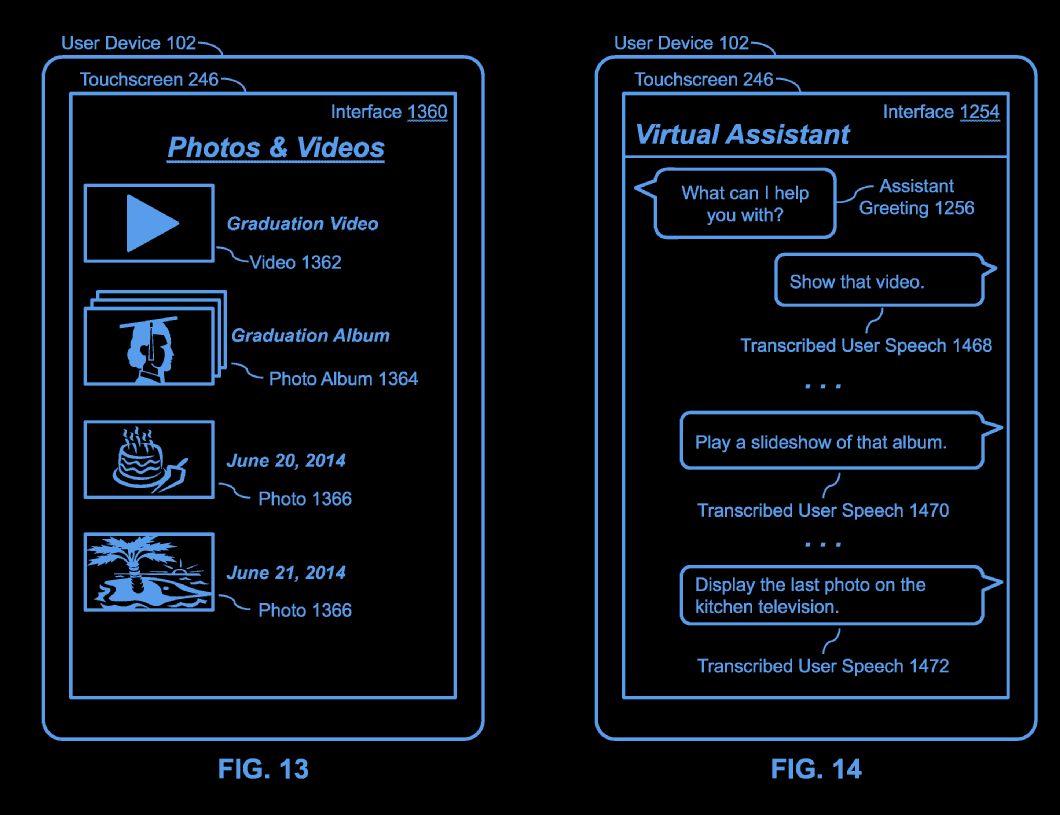 User Device 102
Touchscreen 246
Interface 1360
Photos & Videos
Graduation Video
Video 1362
Graduation Album
Photo Album 1364
June 20, 2014
Photo 1366
June 21, 2014
Photo 1366
FIG. 13
User Device 102
Touchscreen 246
Interface 1254
Virtual Assistant
What can I help
you with?
Assistant
Greeting 1256
Show that video.
Transcribed User Speech 1468
. . .
Play a slideshow of that album.
Transcribed User Speech 1470
. . .
Display the last photo on the
kitchen television.
Transcribed User Speech 1472
FIG. 14